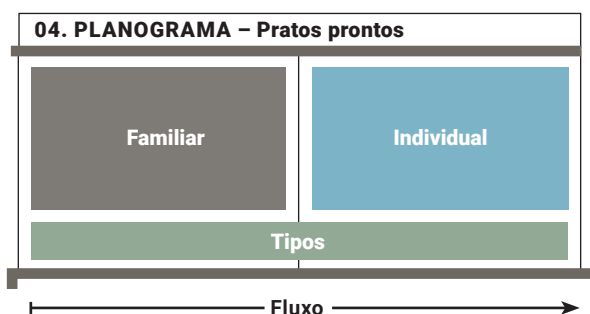 04. PLANOGRAMA – Pratos prontos
Familiar
Individual
Tipos
Fluxo